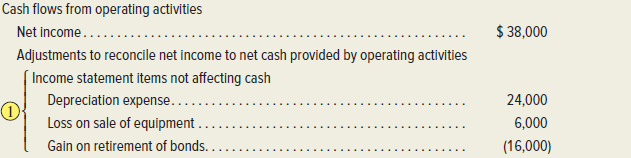 Cash flows from operating activities
Net income . . . . . . . . . . . . . . . . . . . . . . . . . . . . . . . . . . . . . . . . . . . . . . . . . . . . . . . . . . . . . . . . $ 38,000
Adjustments to reconcile net income to net cash provided by operating activities
Income statement items not affecting cash
Depreciation expense . . . . . . . . . . . . . . . . . . . . . . . . . . . . . . . . . . . . . . . . . . . . . . . . 24,000
1
Loss on sale of equipment . . . . . . . . . . . . . . . . . . . . . . . . . . . . . . . . . . . . . . . . . . . . 6,000
Gain on retirement of bonds. . . . . . . . . . . . . . . . . . . . . . . . . . . . . . . . . . . . . . . . . . . (16,000)